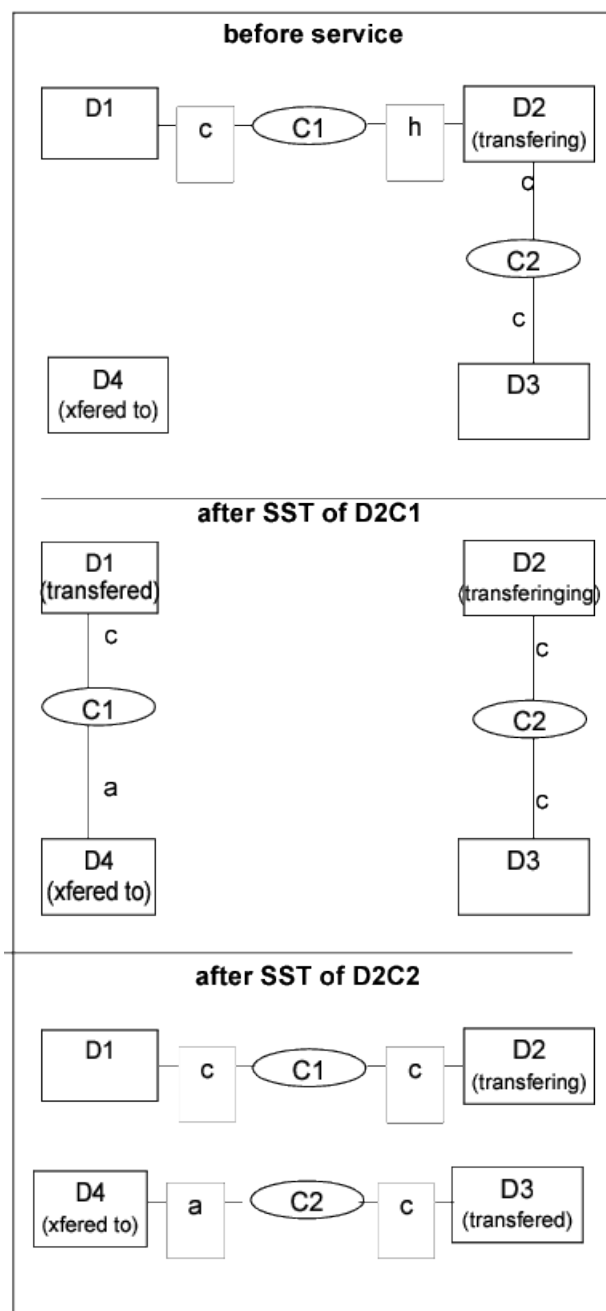 before service
D1
c
C1
h
D2
(transfering)
c
C2
c
D4
(xfered to)
D3
after SST of D2C1
D1
(transfered)
D2
(transferinging)
c
c
C1
C2
a
c
D4
(xfered to)
D3
after SST of D2C2
D1
c
C1
c
D2
(transfering)
D4
(xfered to)
a
C2
c
D3
(transfered)